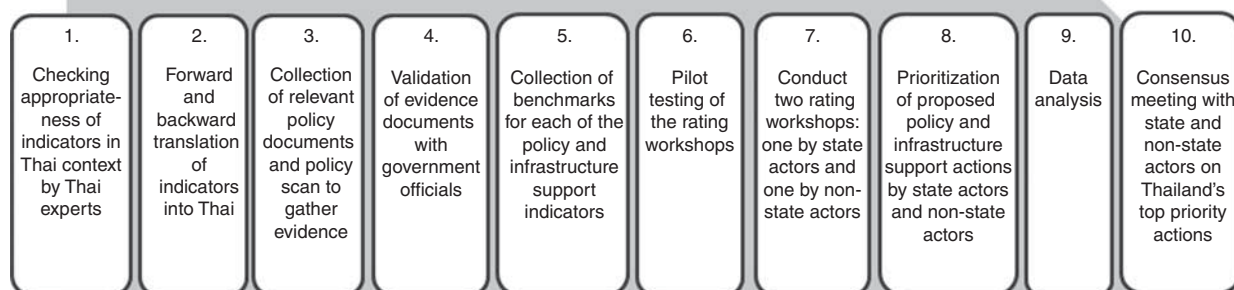 1.
Checking
appropriate-
ness of
indicators in
Thai context
by Thai
experts
2.
Forward
and
backward
translation
of
indicators
into Thai
3.
Collection
of relevant
policy
documents
and policy
scan to
gather
evidence
4.
Validation
of evidence
documents
with
government
officials
5.
Collection of
benchmarks
for each of the
policy and
infrastructure
support
indicators
6.
Pilot
testing of
the rating
workshops
7.
Conduct
two rating
workshops:
one by state
actors and
one by non-
state actors
8.
Prioritization
of proposed
policy and
infrastructure
support actions
by state actors
and non-state
actors
9.
Data
analysis
10.
Consensus
meeting with
state and
non-state
actors on
Thailand’s
top priority
actions